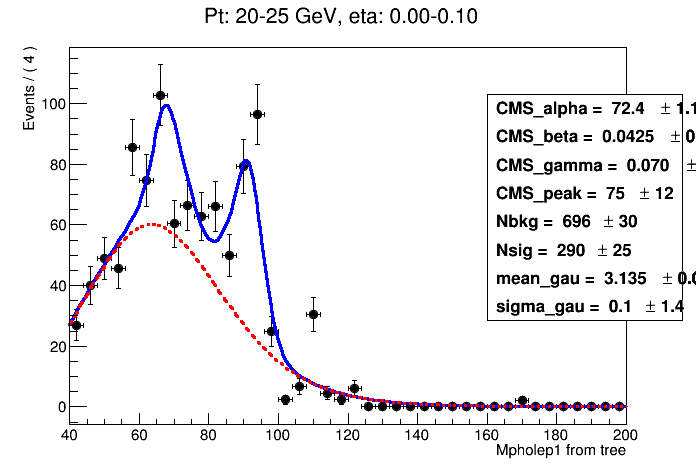 Pt: 20-25 GeV, eta: 0.00-0.10
Events / ( 4 )
100
80
60
40
20
0
CMS_alpha = 72.4 ± 1.1
CMS_beta = 0.0425 ± 0
CMS_gamma = 0.070 ±
CMS_peak = 75 ± 12
Nbkg = 696 ± 30
Nsig = 290 ± 25
mean_gau = 3.135 ± 0.0
sigma_gau = 0.1 ± 1.4
40 60 80 100 120 140 160 180 200
Mpholep1 from tree